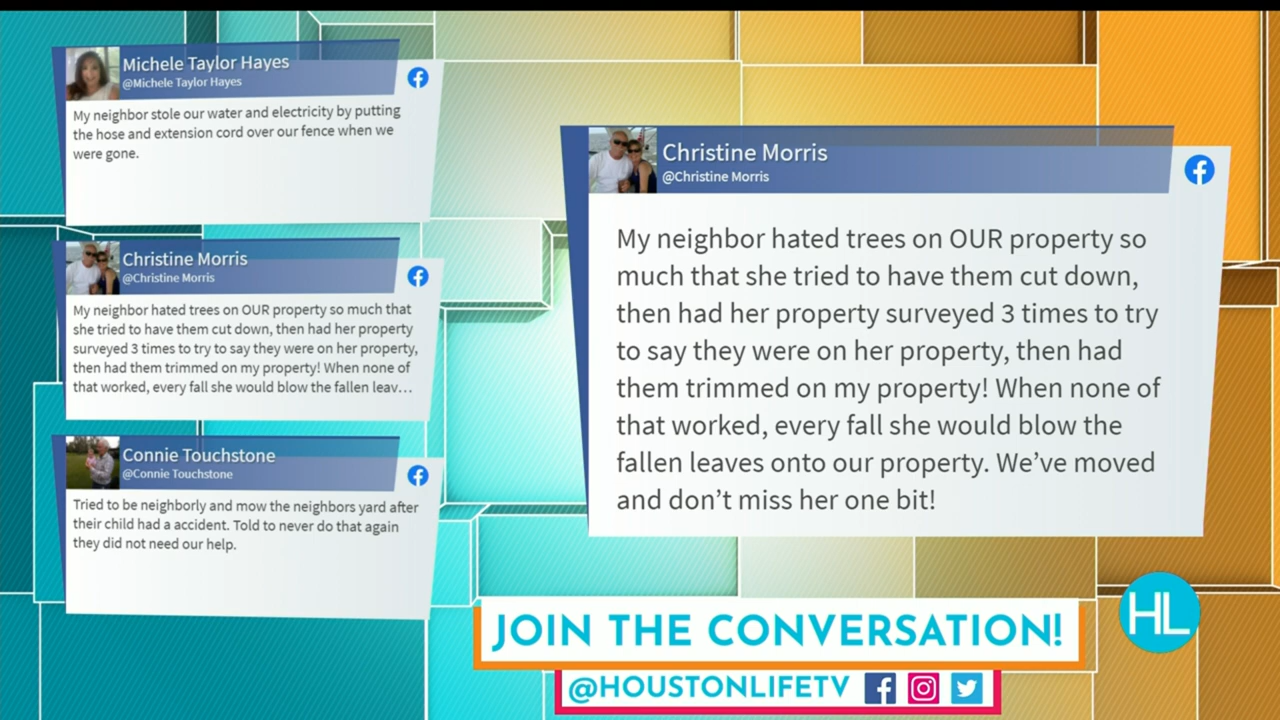 Michele Taylor Hayes
@Michele Taylor Hayes
My neighbor stole our water and electricity by putting
the hose and extension cord over our fence when we
were gone.
Christine Morris
@Christine Morris
My neighbor hated trees on OUR property so much that
she tried to have them cut down, then had her property
surveyed 3 times to try to say they were on her property,
then had them trimmed on my property! When none of
that worked, every fall she would blow the fallen leav...
Connie Touchstone
@Connie Touchstone
Tried to be neighborly and mow the neighbors yard after
their child had a accident. Told to never do that again
they did not need our help.
Christine Morris
@Christine Morris
My neighbor hated trees on OUR property so
much that she tried to have them cut down,
then had her property surveyed 3 times to try
to say they were on her property, then had
them trimmed on my property! When none of
that worked, every fall she would blow the
fallen leaves onto our property. We’ve moved
and don’t miss her one bit!
HL
JOIN THE CONVERSATION!
@HOUSTONLIFETV